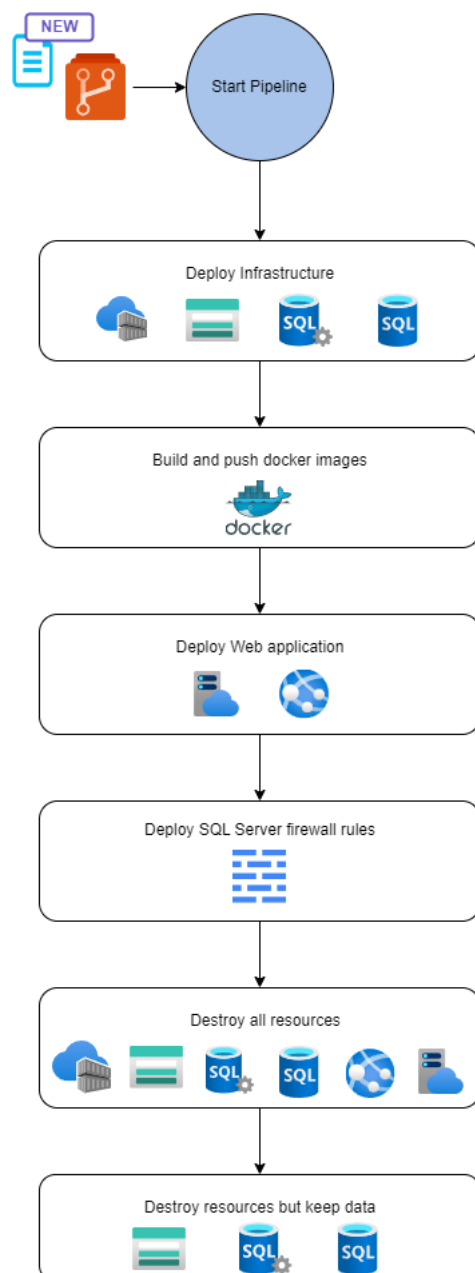 NEW
Start Pipeline
Deploy Infrastructure
SQL
SQL
Build and push docker images
docker
Deploy Web application
Deploy SQL Server firewall rules
Destroy all resources
SQL
SQL
Destroy resources but keep data
SQL
SQL